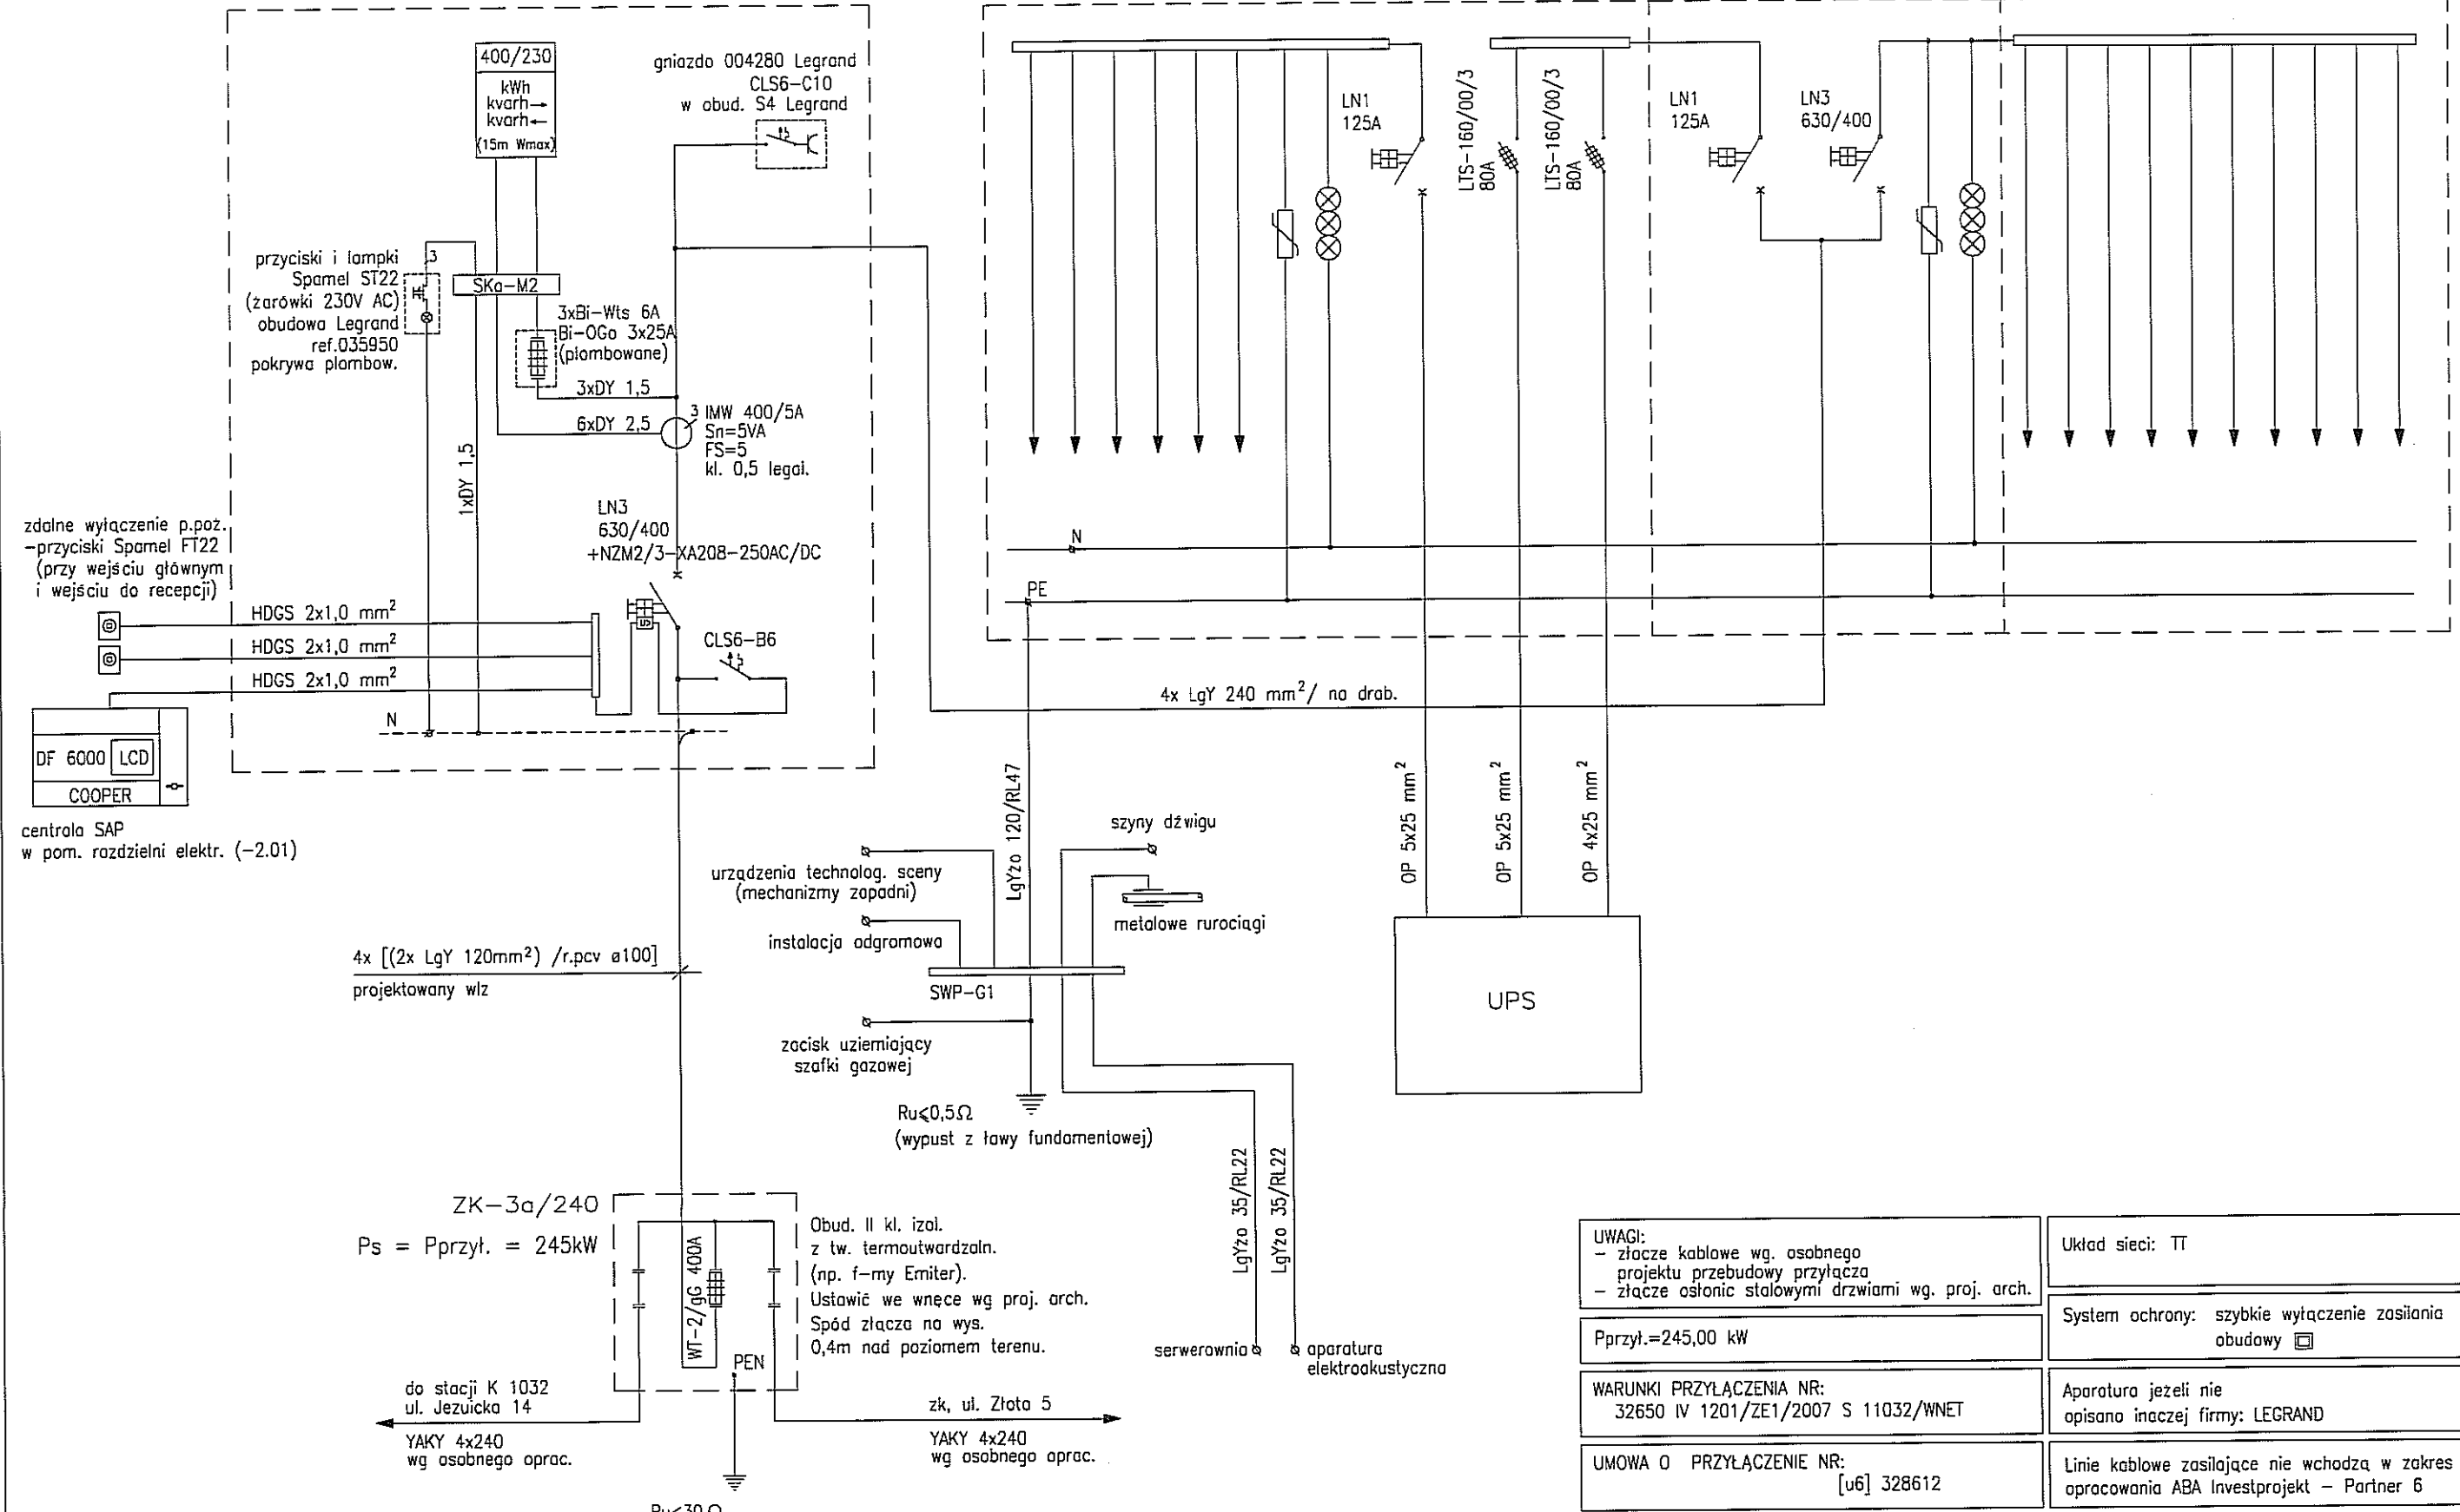 400/230
kWh
kvarh→
kvarh←
(15m Wmax)
gniazdo 004280 Legrand
CLS6-C10
w obud. S4 Legrand
przyciski i lampki
Spamel ST22
(żarówki 230V AC)
obudowa Legrand
ref.035950
pokrywa plombow.
3
SKa-M2
3xBi-Wts 6A
Bi-OGo 3x25A
(plombowane)
3xDY 1,5
6xDY 2,5
3
IMW 400/5A
Sn=5VA
FS=5
kl. 0,5 legal.
1xDY 1,5
LN3
630/400
+NZM2/3-XA208-250AC/DC
CLS6-B6
zdalne wyłączenie p.poż.
-przyciski Spamel FT22
(przy wejściu głównym
i wejściu do recepcji)
HDGS 2x1,0 mm²
HDGS 2x1,0 mm²
HDGS 2x1,0 mm²
N
DF 6000
LCD
COOPER
centrala SAP
w pom. rozdzielni elektr. (-2.01)
LN1
125A
LTS-160/00/3
80A
LTS-160/00/3
80A
LN1
125A
LN3
630/400
N
PE
4x LgY 240 mm²/ na drab.
LgYżo 120/RL47
OP 5x25 mm²
OP 5x25 mm²
OP 4x25 mm²
UPS
szyny dźwigu
urządzenia technolog. sceny
(mechanizmy zapadni)
metalowe rurociągi
instalacja odgromowa
SWP-G1
zacisk uziemiający
szafki gazowej
Ru⩽0,5Ω
(wypust z ławy fundamentowej)
LgYżo 35/RL22
LgYżo 35/RL22
serwerownia
aparatura
elektroakustyczna
4x [(2x LgY 120mm²) /r.pcv ø100]
projektowany wlz
ZK-3a/240
Ps = Pprzył. = 245kW
WT-2/gG 400A
PEN
Obud. II kl. izol.
z tw. termoutwardzaln.
(np. f-my Emiter).
Ustawić we wnęce wg proj. arch.
Spód złącza na wys.
0,4m nad poziomem terenu.
do stacji K 1032
ul. Jezuicka 14
YAKY 4x240
wg osobnego oprac.
zk, ul. Złota 5
YAKY 4x240
wg osobnego oprac.
UWAGI:
- złącze kablowe wg. osobnego
projektu przebudowy przyłącza
- złącze osłonic stalowymi drzwiami wg. proj. arch.
Pprzył.=245,00 kW
WARUNKI PRZYŁĄCZENIA NR:
32650 IV 1201/ZE1/2007 S 11032/WNET
UMOWA O PRZYŁĄCZENIE NR:
[u6] 328612
Układ sieci: TT
System ochrony: szybkie wyłączenie zasilania
obudowy
Aparatura jeżeli nie
opisano inaczej firmy: LEGRAND
Linie kablowe zasilające nie wchodzą w zakres
opracowania ABA Investprojekt - Partner 6